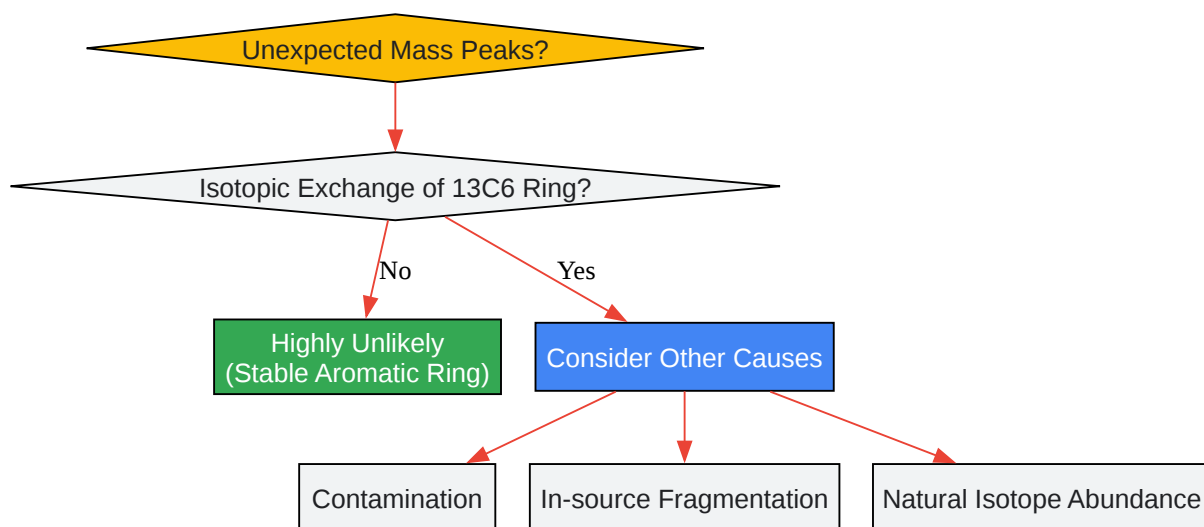 Unexpected Mass Peaks?
Isotopic Exchange of 13C6 Ring?
No
Yes
Highly Unlikely
(Stable Aromatic Ring)
Consider Other Causes
Contamination
In-source Fragmentation
Natural Isotope Abundance